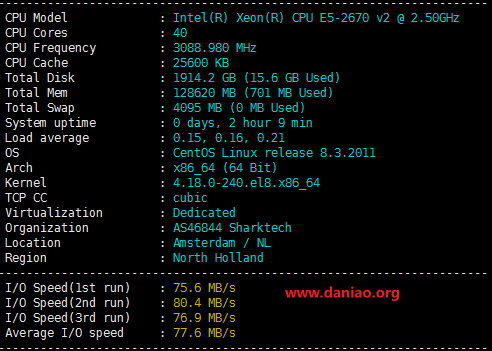 CPU Model : Intel(R) Xeon(R) CPU E5-2670 v2 @ 2.50GHz
CPU Cores : 40
CPU Frequency : 3088.980 MHz
CPU Cache : 25600 KB
Total Disk : 1914.2 GB (15.6 GB Used)
Total Mem : 128620 MB (701 MB Used)
Total Swap : 4095 MB (0 MB Used)
System uptime : 0 days, 2 hour 9 min
Load average : 0.15, 0.16, 0.21
OS : CentOS Linux release 8.3.2011
Arch : x86_64 (64 Bit)
Kernel : 4.18.0-240.el8.x86_64
TCP CC : cubic
Virtualization : Dedicated
Organization : AS46844 Sharktech
Location : Amsterdam / NL
Region : North Holland
I/O Speed(1st run) : 75.6 MB/s
I/O Speed(2nd run) : 80.4 MB/s
I/O Speed(3rd run) : 76.9 MB/s
Average I/O speed : 77.6 MB/s
www.daniao.org